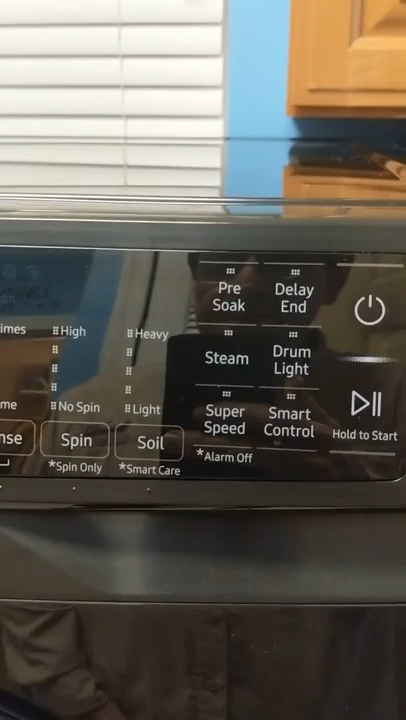 Pre
Soak
Delay
End
imes
High
Heavy
Steam
Drum
Light
me
No Spin
Light
Super
Speed
Smart
Control
Hold to Start
nse
Spin
Soil
*Spin Only
*Smart Care
*Alarm Off